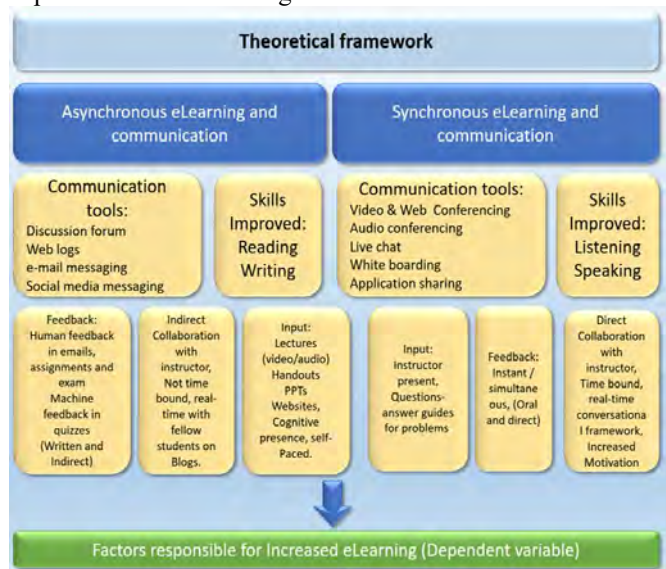 Theoretical framework
Asynchronous eLearning and
communication
Synchronous eLearning and
communication
Communication
tools:
Discussion forum
Web logs
e-mail messaging
Social media messaging
Skills
Improved:
Reading
Writing
Communication tools:
Video & Web Conferencing
Audio conferencing
Live chat
White boarding
Application sharing
Skills
Improved:
Listening
Speaking
Feedback:
Human feedback
in emails,
assignments and
exam
Machine
feedback in
quizzes
(Written and
Indirect)
Indirect
Collaboration
with
instructor,
Not time
bound, real-
time with
fellow
students on
Blogs.
Input:
Lectures
(video/audio)
Handouts
PPTs
Websites,
Cognitive
presence, self-
Paced.
Input:
Instructor
present,
Questions-
answer guides
for problems
Feedback:
Instant /
simultane
ous, (Oral
and direct)
Direct
Collaboration
with
instructor,
Time bound,
real-time
conversationa
l framework,
Increased
Motivation
Factors responsible for Increased eLearning (Dependent variable)